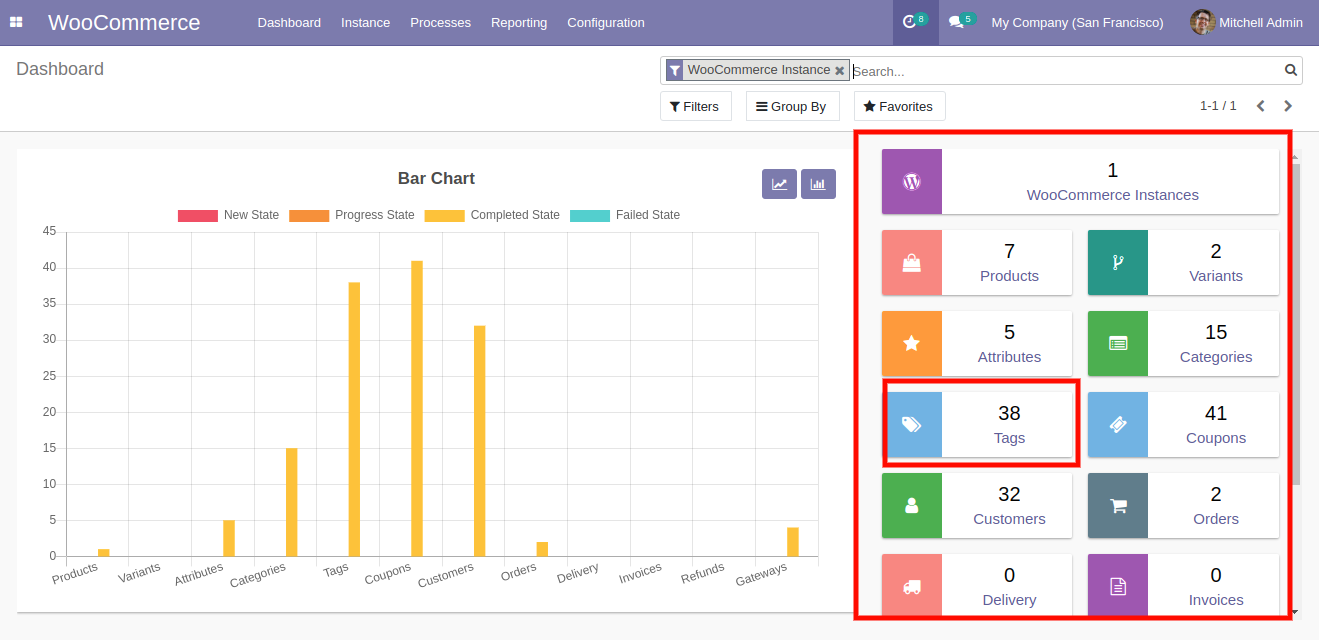 WooCommerce Dashboard Instance Processes Reporting Configuration 8 5 My Company (San Francisco) Mitchell Admin
Dashboard
WooCommerce Instance Search...
Filters Group By Favorites 1-1 / 1
Bar Chart
New State Progress State Completed State Failed State
45
40
35
30
25
20
15
10
5
0
Products Variants Attributes Categories Tags Coupons Customers Orders Delivery Invoices Refunds Gateways
1
WooCommerce Instances
7
Products
2
Variants
5
Attributes
15
Categories
38
Tags
41
Coupons
32
Customers
2
Orders
0
Delivery
0
Invoices